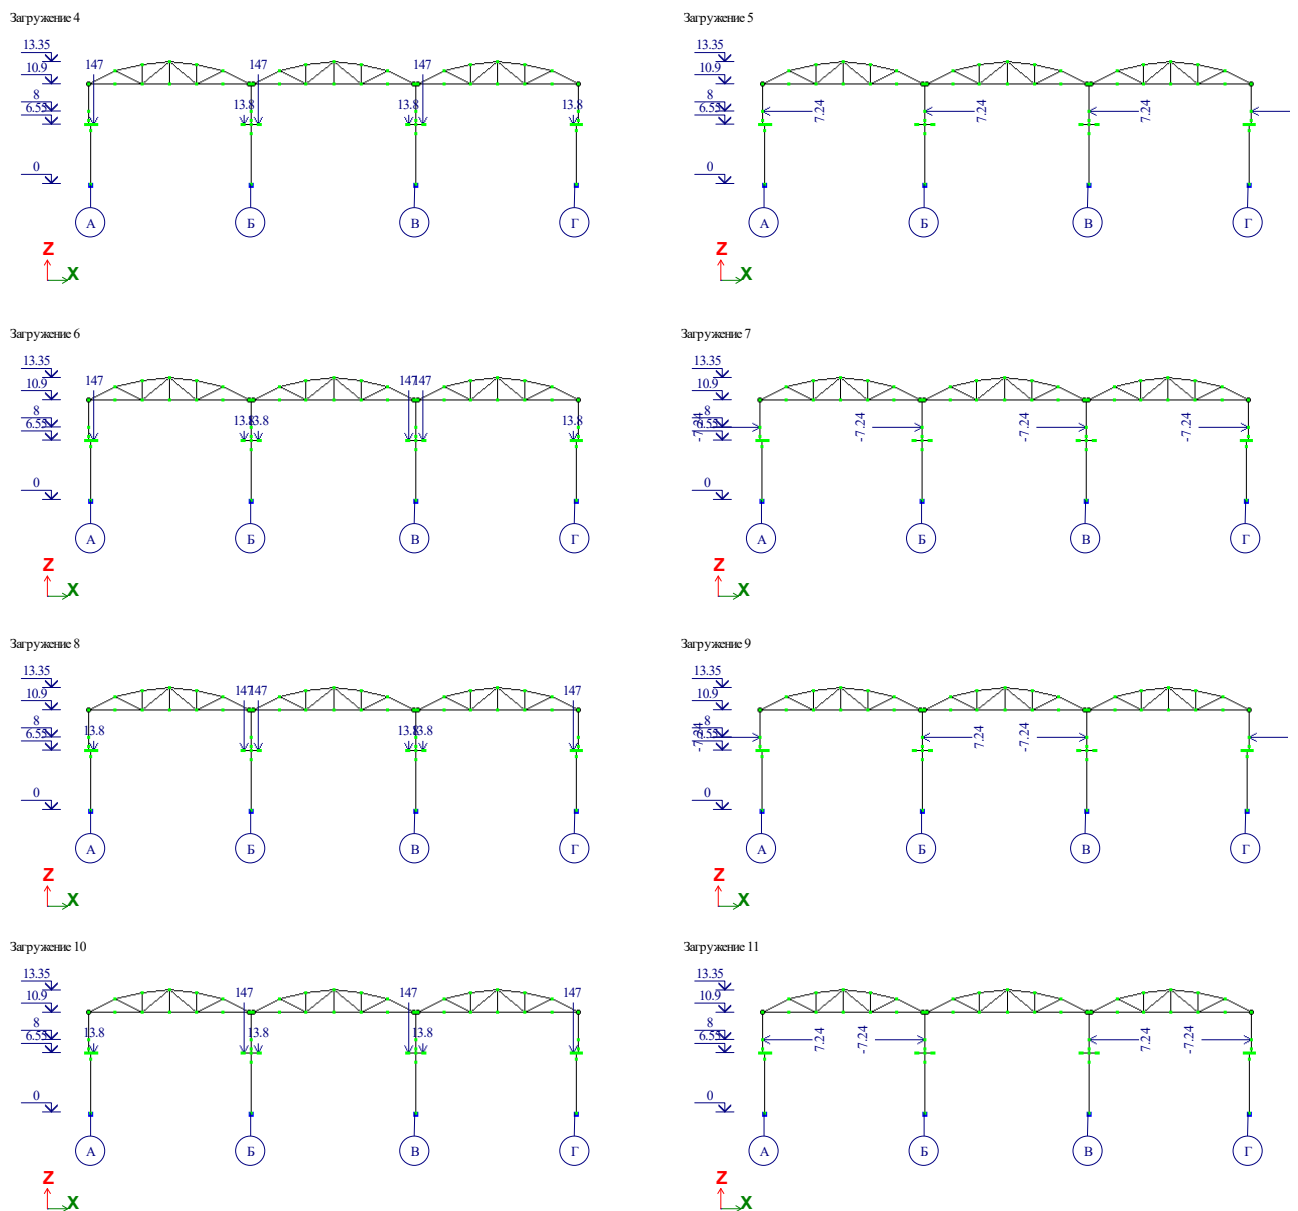 Загружение 4
13.35
10.9
8
6.55
0
147
147
147
13.8
13.8
13.8
А
Б
В
Г
Z
X
Загружение 5
13.35
10.9
8
6.55
0
7.24
7.24
7.24
А
Б
В
Г
Z
X
Загружение 6
13.35
10.9
8
6.55
0
147
147
147
13.8
13.8
13.8
А
Б
В
Г
Z
X
Загружение 7
13.35
10.9
8
6.55
0
-7.24
-7.24
-7.24
-7.24
А
Б
В
Г
Z
X
Загружение 8
13.35
10.9
8
6.55
0
147
147
147
13.8
13.8
13.8
А
Б
В
Г
Z
X
Загружение 9
13.35
10.9
8
6.55
0
-7.24
7.24
-7.24
А
Б
В
Г
Z
X
Загружение 10
13.35
10.9
8
6.55
0
147
147
147
13.8
13.8
13.8
А
Б
В
Г
Z
X
Загружение 11
13.35
10.9
8
6.55
0
7.24
-7.24
7.24
-7.24
А
Б
В
Г
Z
X